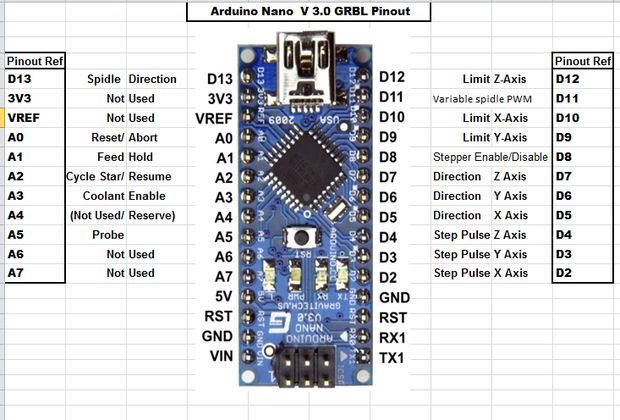 Arduino Nano V 3.0 GRBL Pinout
Pinout Ref
D13 Spidle Direction
3V3 Not Used
VREF Not Used
A0 Reset/ Abort
A1 Feed Hold
A2 Cycle Star/ Resume
A3 Coolant Enable
A4 (Not Used/ Reserve)
A5 Probe
A6 Not Used
A7 Not Used
D13
3V3
VREF
A0
A1
A2
A3
A4
A5
A6
A7
5V
RST
GND
VIN
USA
2009
RST
ARDUINO.CC
PWR RX TX
GRAVITECH.US
ARDUINO
NANO
V3.0
D12
D11
D10
D9
D8
D7
D6
D5
D4
D3
D2
GND
RST
RX1
TX1
Pinout Ref
Limit Z-Axis D12
Variable spidle PWM D11
Limit X-Axis D10
Limit Y-Axis D9
Stepper Enable/Disable D8
Direction Z Axis D7
Direction Y Axis D6
Direction X Axis D5
Step Pulse Z Axis D4
Step Pulse Y Axis D3
Step Pulse X Axis D2